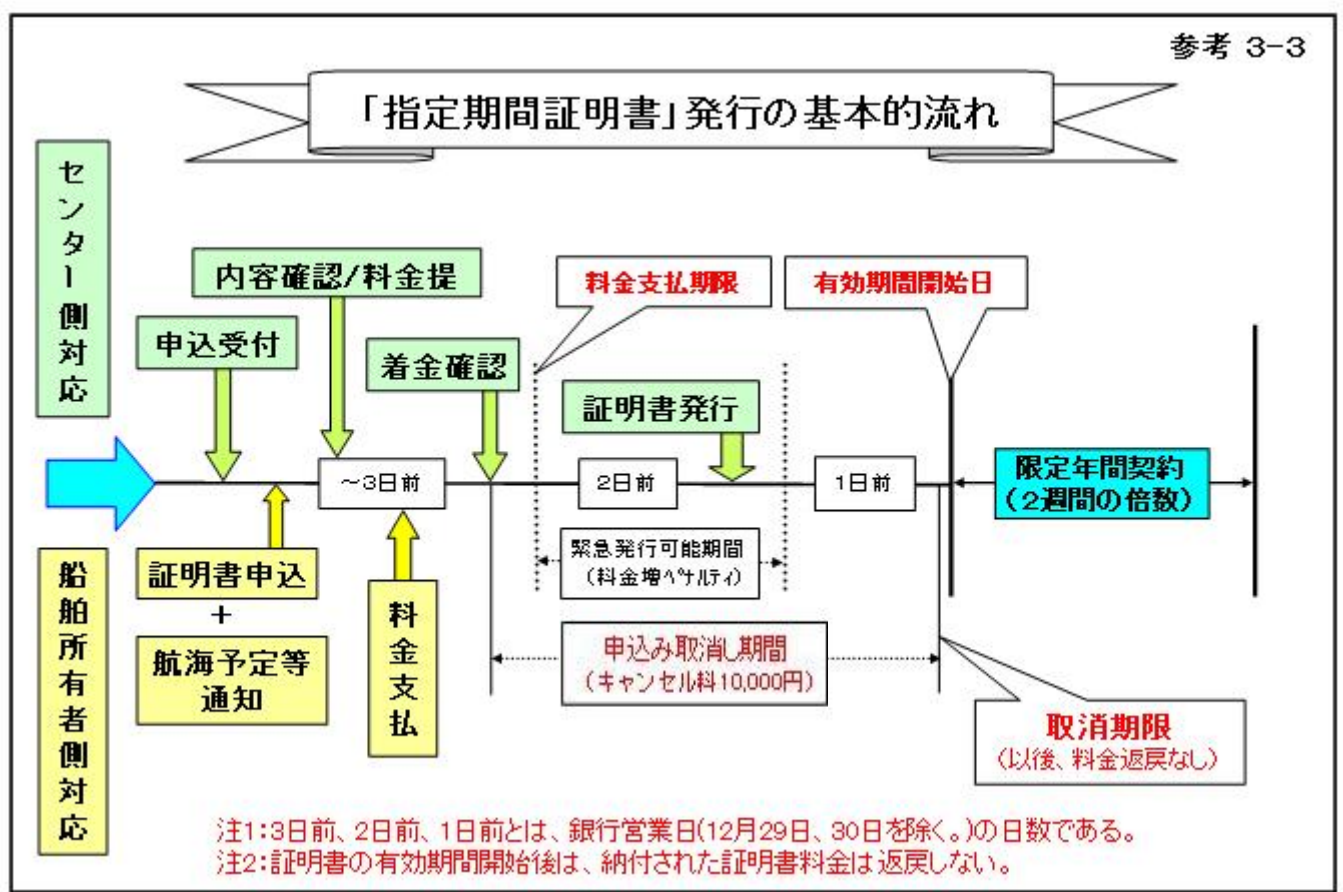 参考 3-3
「指定期間証明書」発行の基本的流れ
センター側対応
内容確認/料金提
料金支払期限
有効期間開始日
申込受付
着金確認
証明書発行
~3日前
2日前
1日前
限定年間契約
(2週間の倍数)
緊急発行可能期間
(料金増ペナルティ)
船舶所有者側対応
証明書申込
+
航海予定等
通知
料金支払
申込み取消し期間
(キャンセル料10,000円)
取消期限
(以後、料金返戻なし)
注1:3日前、2日前、1日前とは、銀行営業日(12月29日、30日を除く。)の日数である。
注2:証明書の有効期間開始後は、納付された証明書料金は返戻しない。